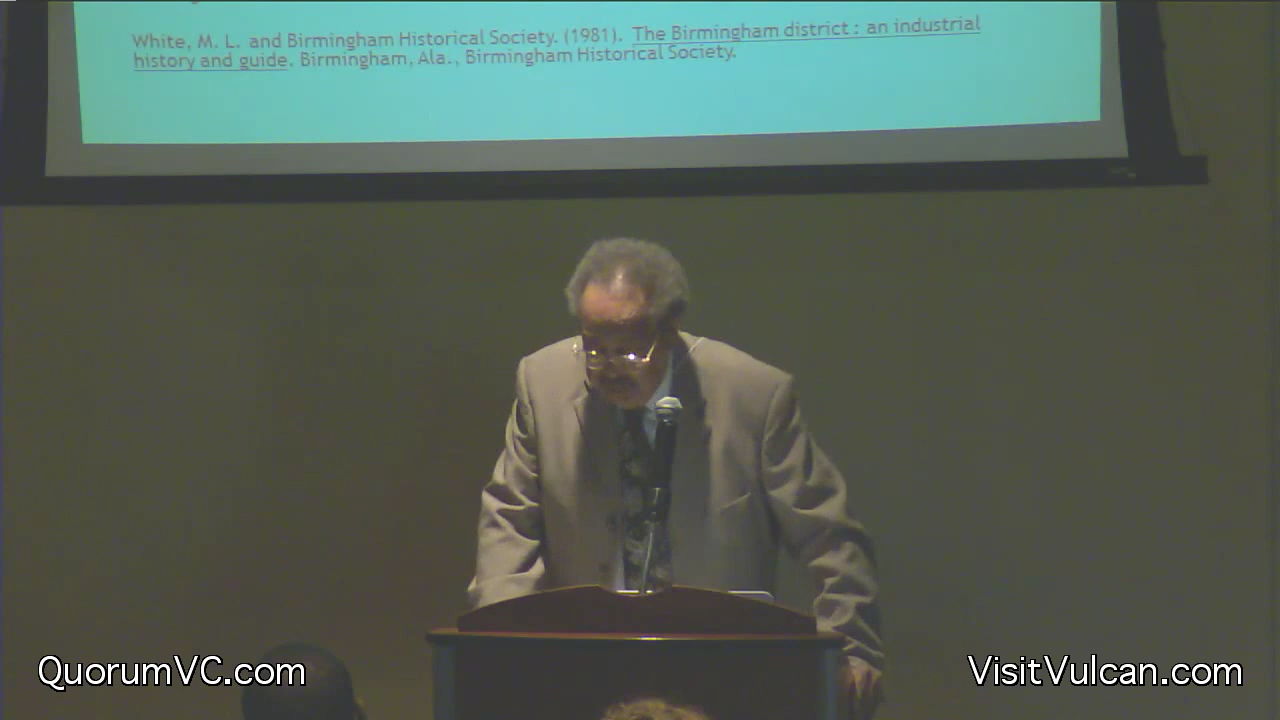 White, M. L. and Birmingham Historical Society. (1981). The Birmingham district : an industrial
history and guide. Birmingham, Ala., Birmingham Historical Society.
QuorumVC.com
VisitVulcan.com